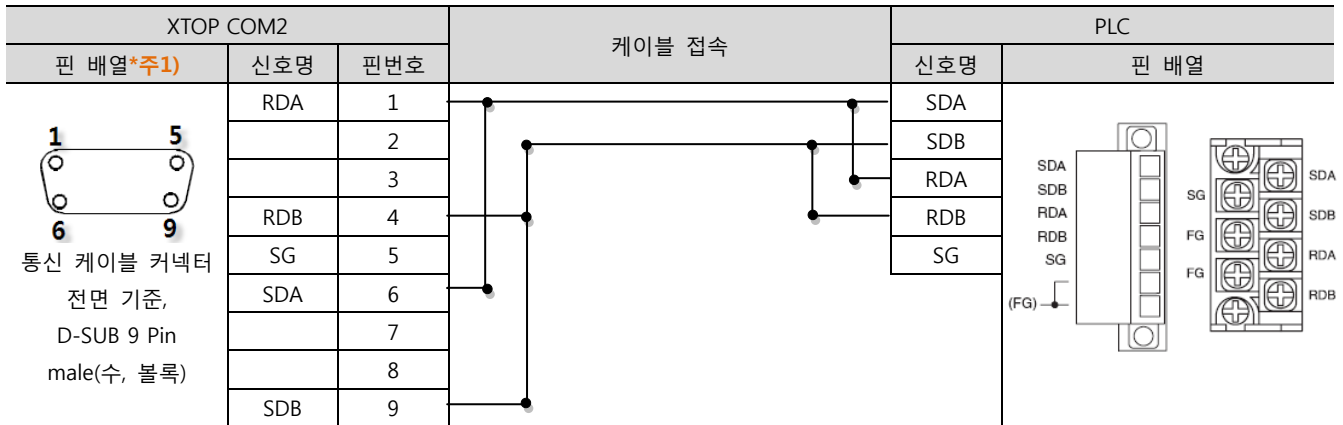 XTOP COM2 케이블 접속 PLC
핀 배열*주1) 신호명 핀번호 신호명 핀 배열
RDA 1 SDA
2 SDB
3 RDA
RDB 4 RDB
SG 5 SG
SDA 6
7
8
SDB 9
1 5
6 9
통신 케이블 커넥터
전면 기준,
D-SUB 9 Pin
male(수, 볼록)
SDA
SDB
RDA
RDB
SG
(FG)
SG
FG
FG
SDA
SDB
RDA
RDB